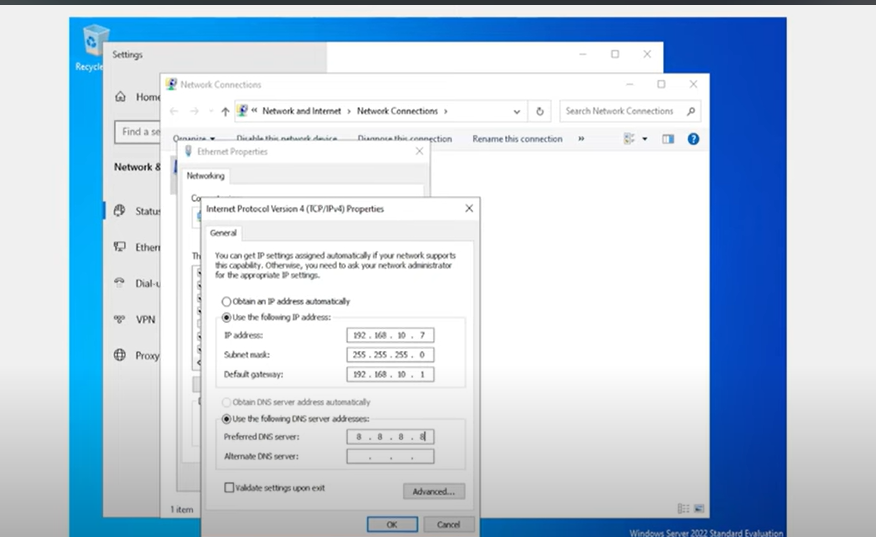 Recycle
Settings
Home
Find a se
Network &
Status
Ethern
Dial-u
VPN
Proxy
Network Connections
« Network and Internet › Network Connections ›
Search Network Connections
Organize Disable this network device Diagnose this connection Rename this connection »
Ethernet Properties
Networking
Co
Th
Internet Protocol Version 4 (TCP/IPv4) Properties
General
You can get IP settings assigned automatically if your network supports
this capability. Otherwise, you need to ask your network administrator
for the appropriate IP settings.
Obtain an IP address automatically
Use the following IP address:
IP address: 192 . 168 . 10 . 7
Subnet mask: 255 . 255 . 255 . 0
Default gateway: 192 . 168 . 10 . 1
Obtain DNS server address automatically
Use the following DNS server addresses:
Preferred DNS server: 8 . 8 . 8 . 8
Alternate DNS server: . . .
Validate settings upon exit
Advanced...
OK Cancel
1 item
Windows Server 2022 Standard Evaluation